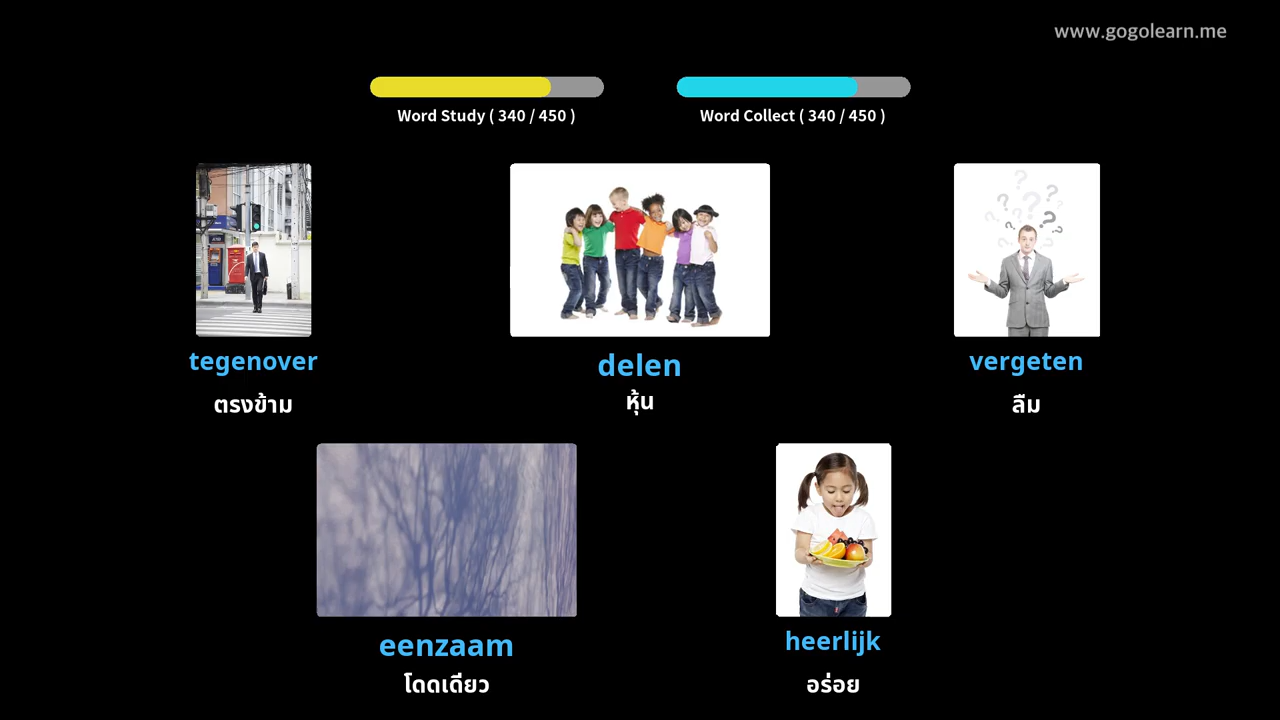 www.gogolearn.me
Word Study ( 340 / 450 )
Word Collect ( 340 / 450 )
tegenover
ตรงข้าม
delen
หุ้น
vergeten
ลืม
eenzaam
โดดเดี่ยว
heerlijk
อร่อย